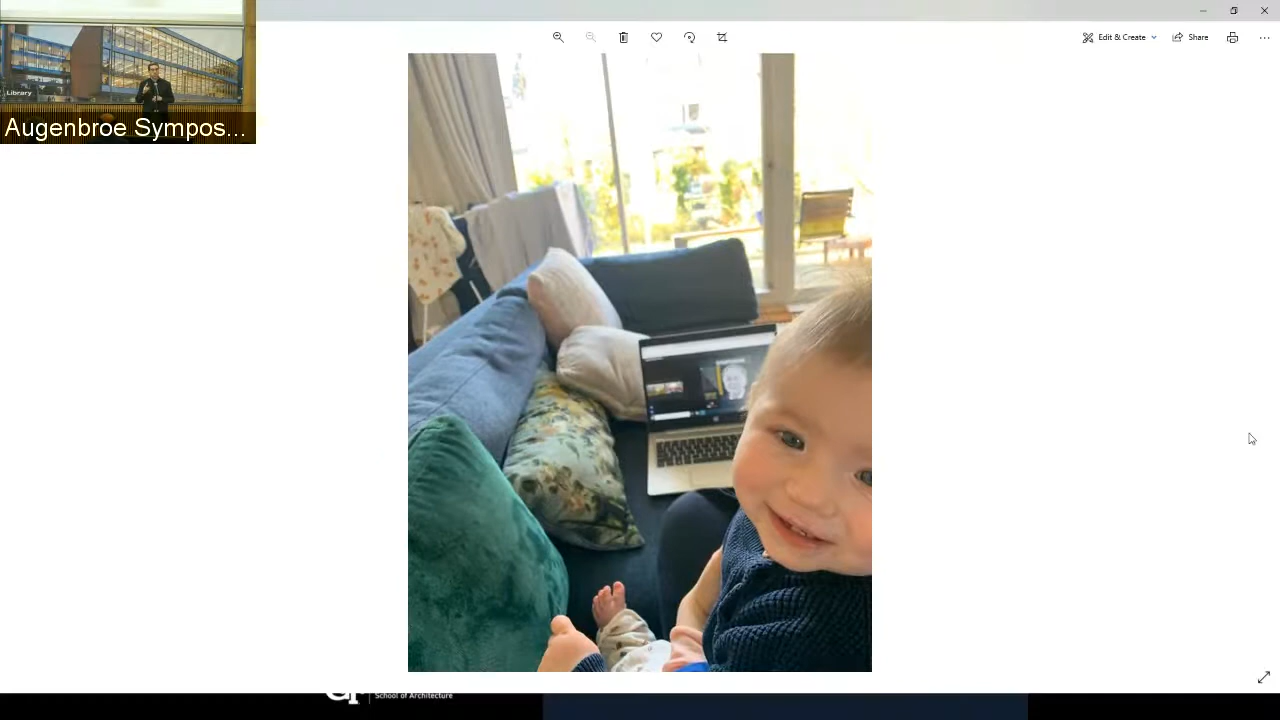 Library
Augenbroe Sympos...
Edit & Create
Share
School of Architecture